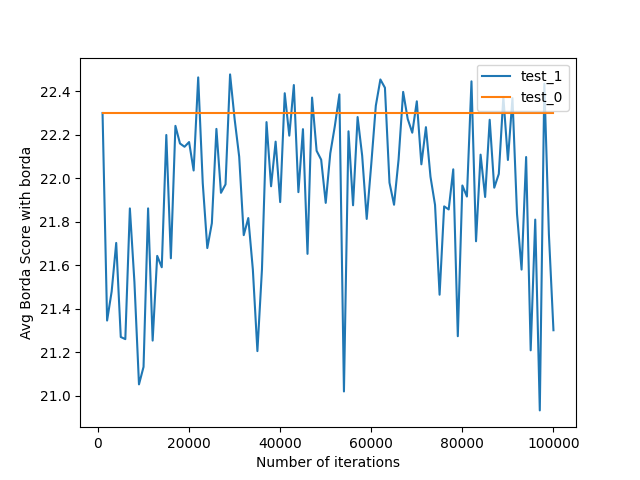 test_1
test_0
22.4
22.2
22.0
21.8
21.6
21.4
21.2
21.0
Avg Borda Score with borda
0 20000 40000 60000 80000 100000
Number of iterations